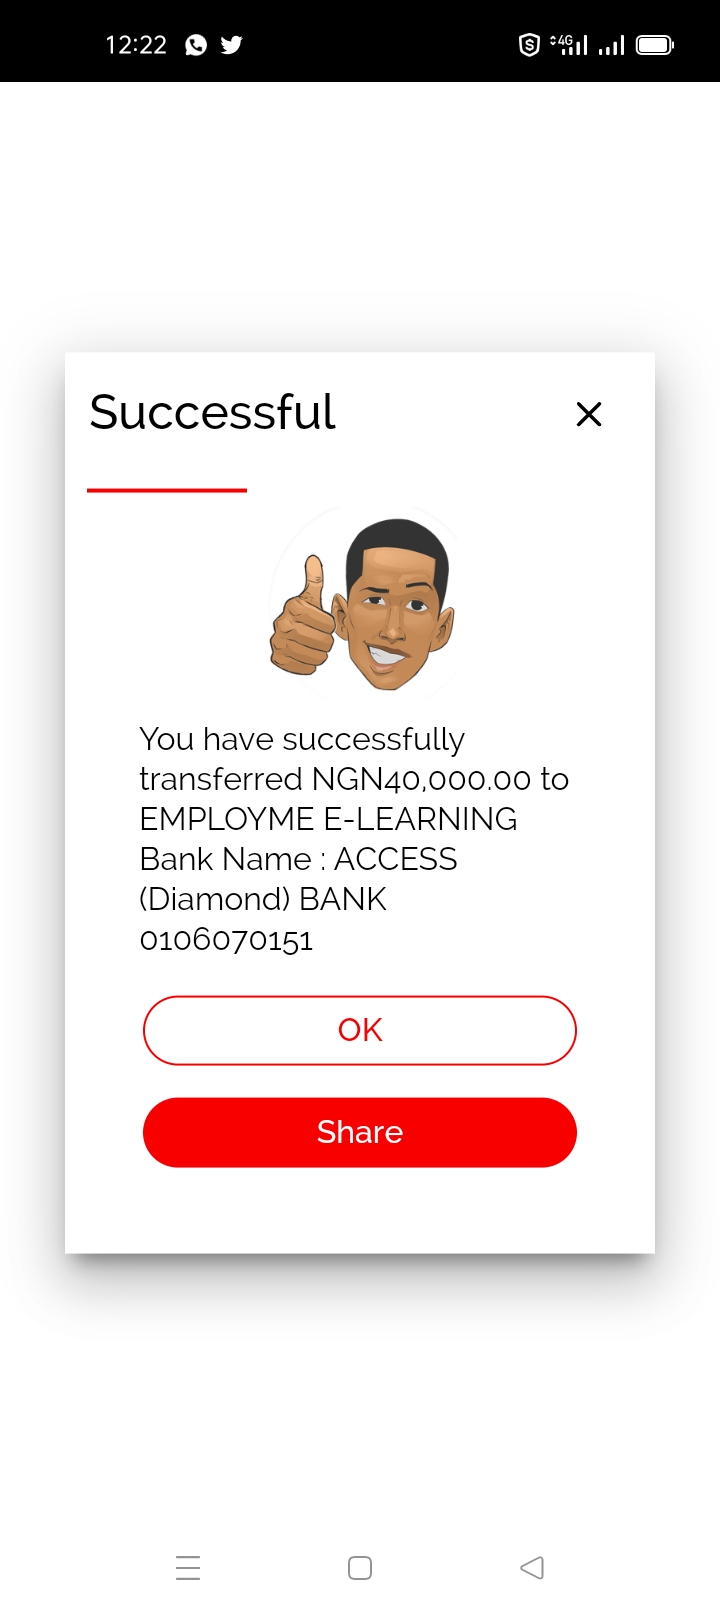 12:22
4G
Successful
You have successfully
transferred NGN40,000.00 to
EMPLOYME E-LEARNING
Bank Name : ACCESS
(Diamond) BANK
0106070151
OK
Share